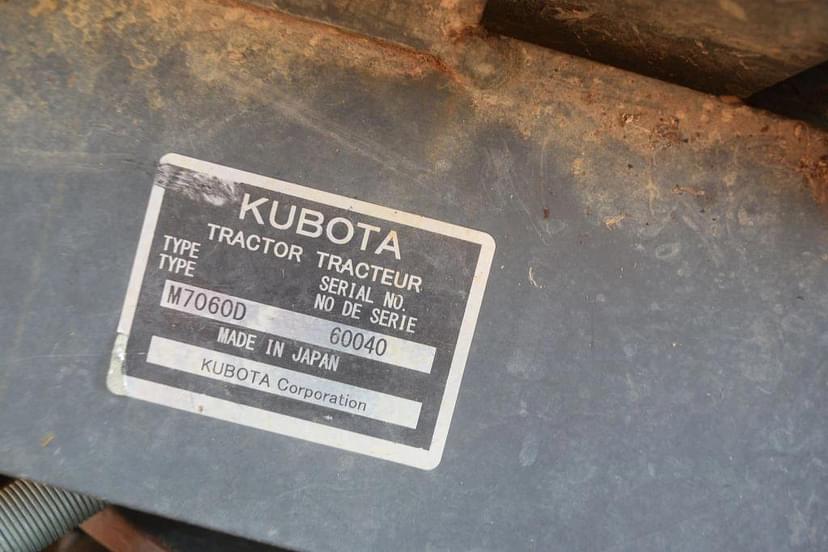 KUBOTA
TRACTOR TRACTEUR
TYPE SERIAL NO.
TYPE NO DE SERIE
M7060D 60040
MADE IN JAPAN
KUBOTA Corporation